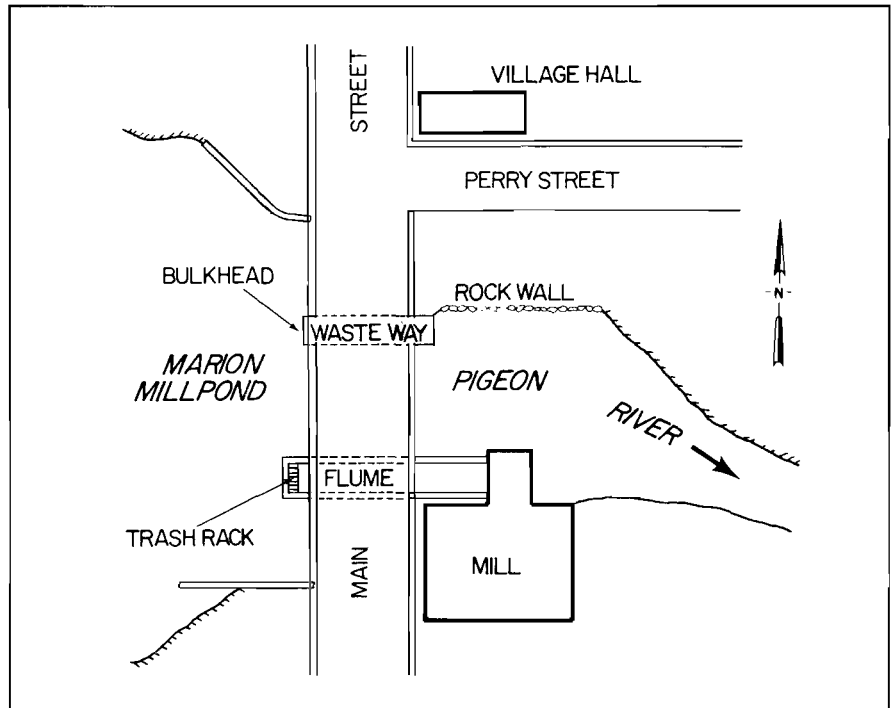 VILLAGE HALL
STREET
PERRY STREET
BULKHEAD
ROCK WALL
N
WASTE WAY
MARION
MILLPOND
PIGEON
RIVER
FLUME
TRASH RACK
MAIN
MILL